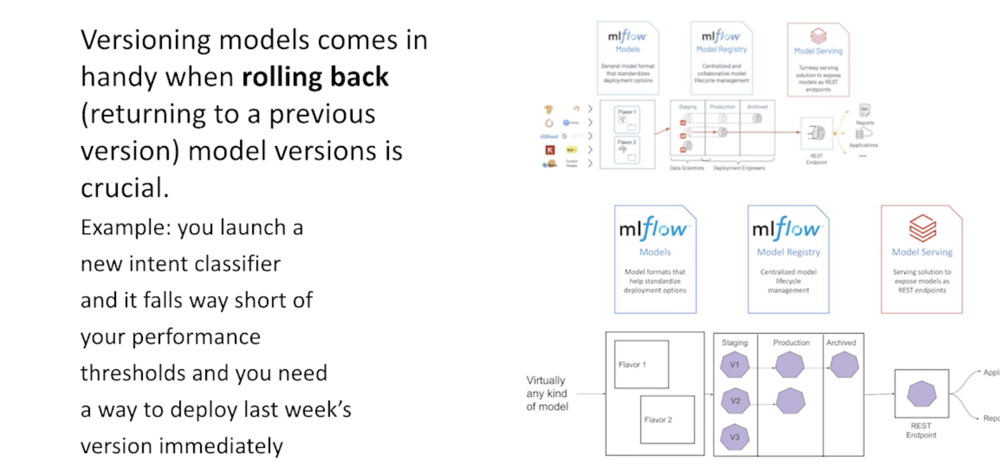 Versioning models comes in
handy when rolling back
(returning to a previous
version) model versions is
crucial.
Example: you launch a
new intent classifier
and it falls way short of
your performance
thresholds and you need
a way to deploy last week's
version immediately
mlflow
Models
General model format
that standardizes
deployment options
mlflow
Model Registry
Centralized and
collaborative model
lifecycle management
Model Serving
Turnkey serving
solution to expose
models as REST
endpoints
XGBoost
K
Custom
Models
Flavor 1
Flavor 2
Staging
Production
Archived
Data Scientists
Deployment Engineers
REST
Endpoint
Reports
Applications
...
mlflow
Models
Model formats that
help standardize
deployment options
mlflow
Model Registry
Centralized model
lifecycle
management
Model Serving
Serving solution to
expose models as
REST endpoints
Virtually
any kind
of model
Flavor 1
Flavor 2
Staging
Production
Archived
V1
V2
V3
REST
Endpoint
Appli
Repo